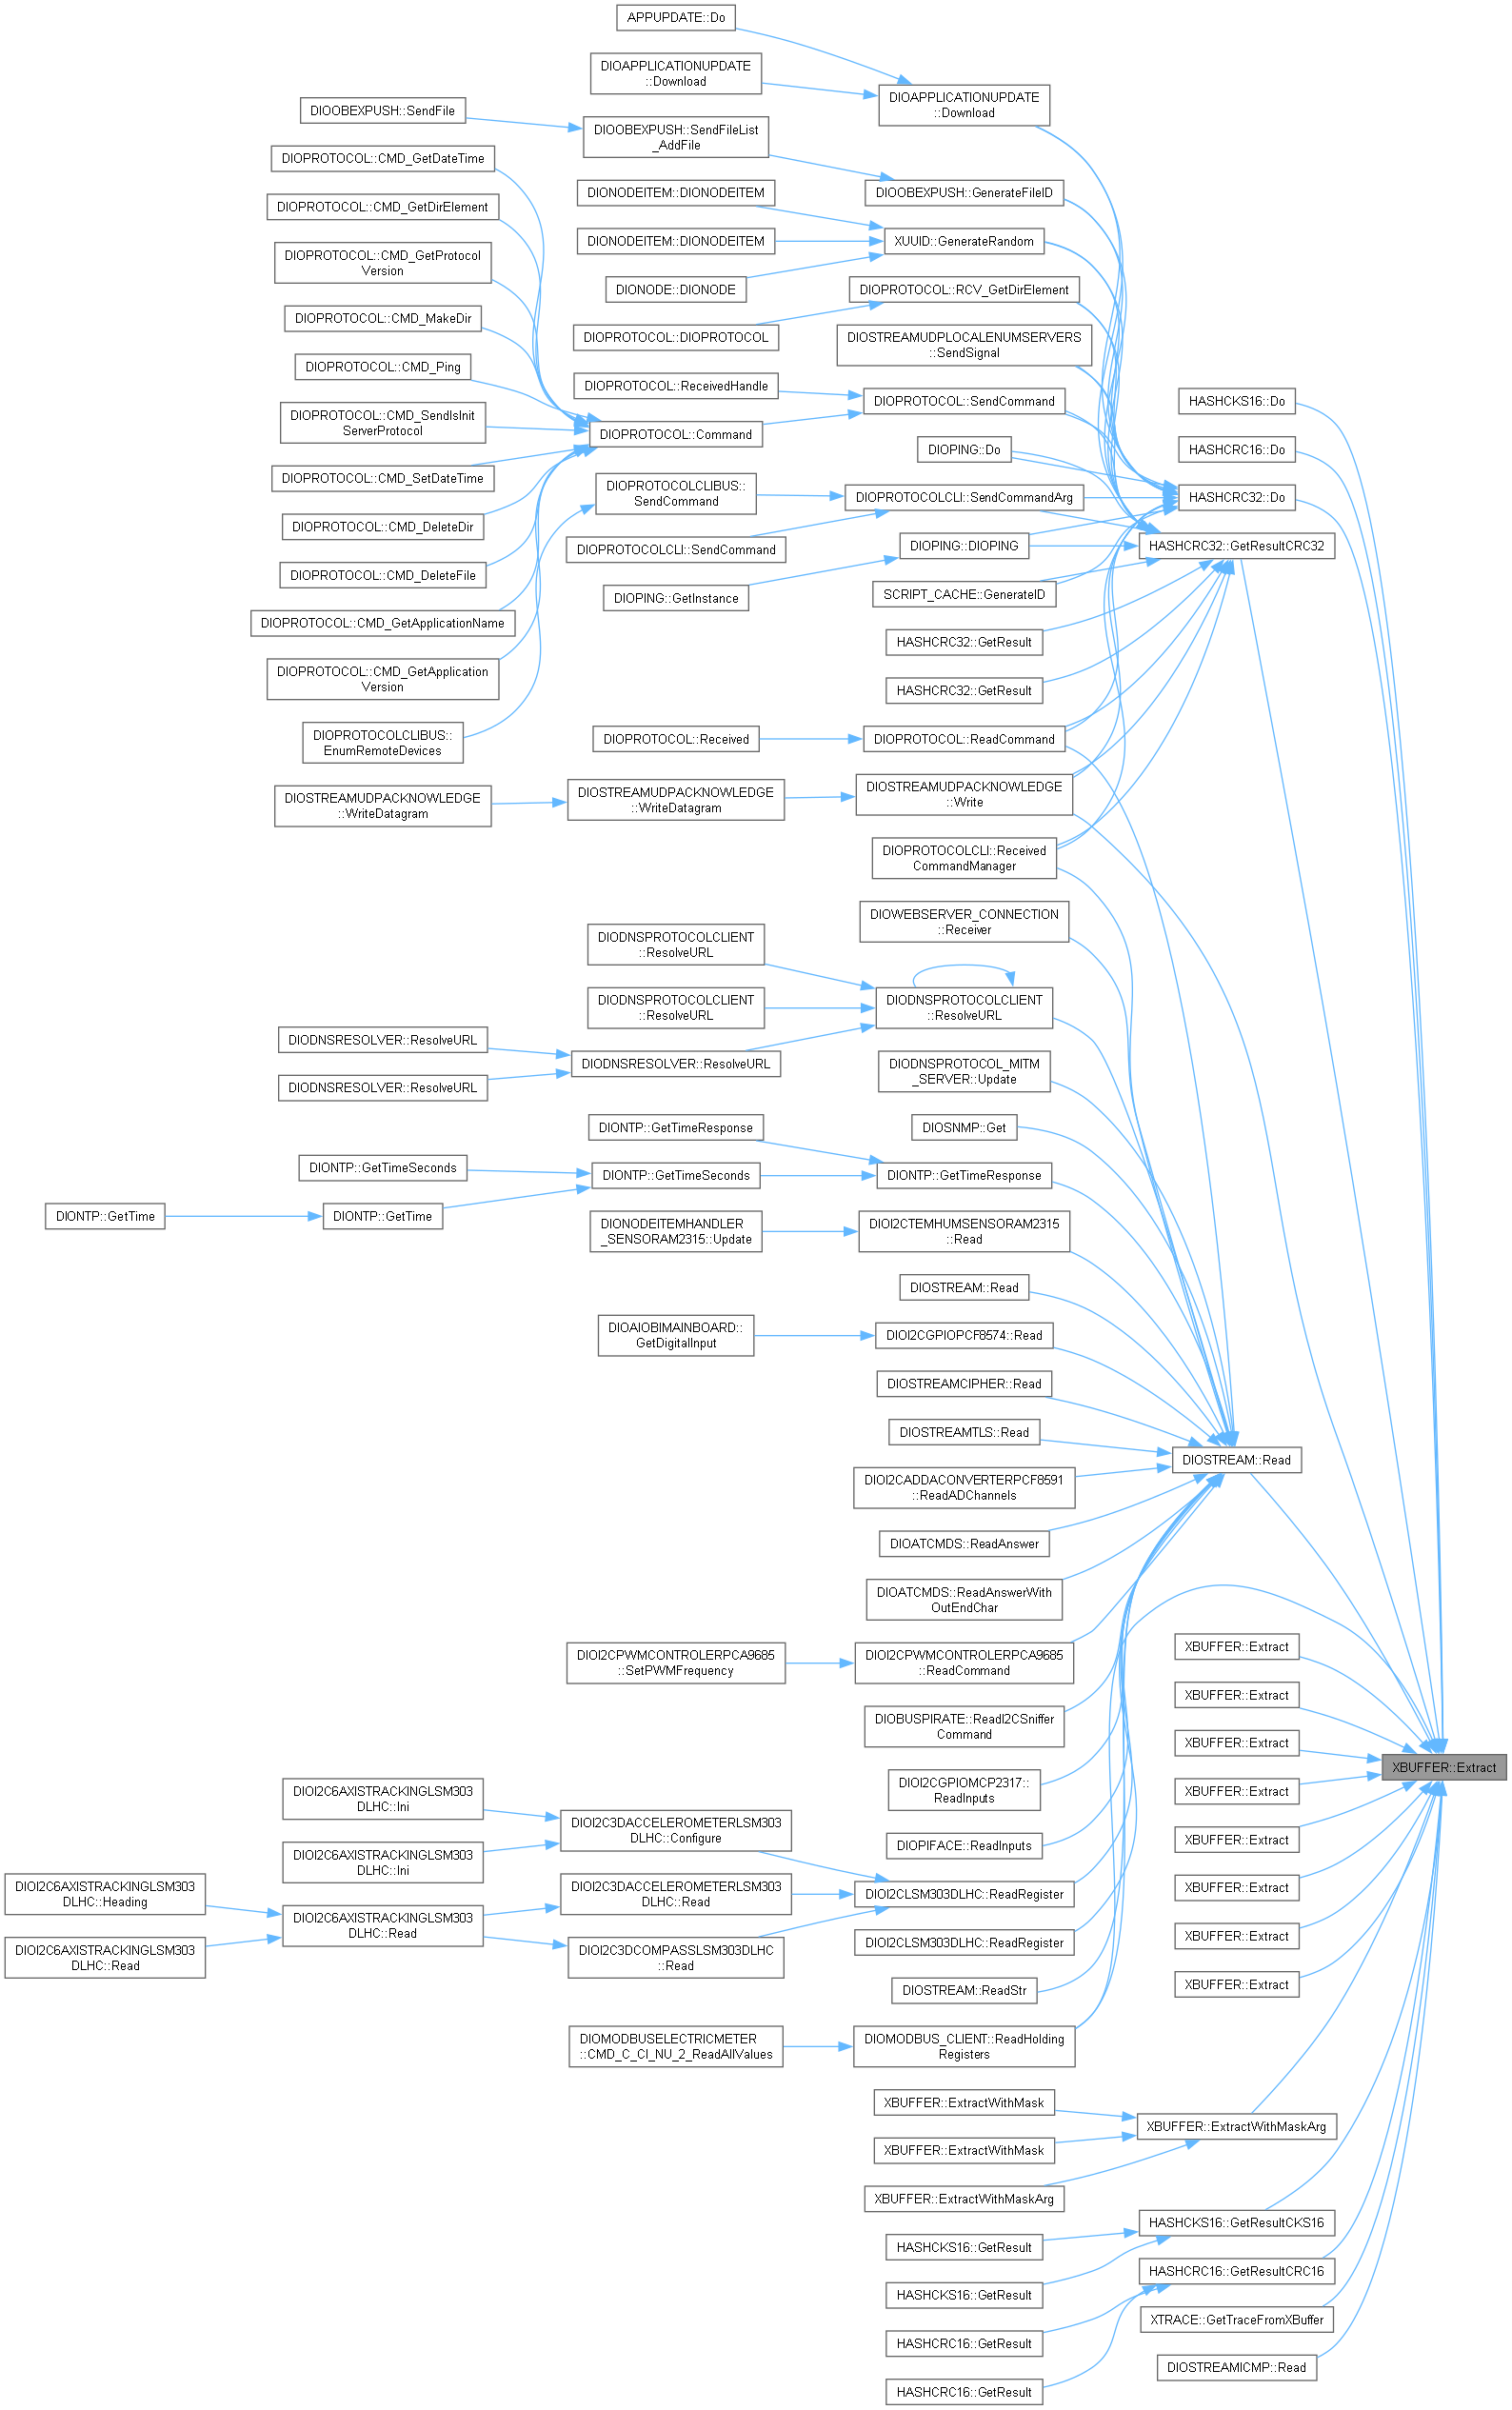 APPUPDATE::Do
DIOAPPLICATIONUPDATE
::Download
DIOAPPLICATIONUPDATE
::Download
DIOOBEXPUSH::SendFile
DIOOBEXPUSH::SendFileList
_AddFile
DIOPROTOCOL::CMD_GetDateTime
DIONODEITEM::DIONODEITEM
DIOOBEXPUSH::GenerateFileID
DIOPROTOCOL::CMD_GetDirElement
DIONODEITEM::DIONODEITEM
XUUID::GenerateRandom
DIOPROTOCOL::CMD_GetProtocol
Version
DIONODE::DIONODE
DIOPROTOCOL::RCV_GetDirElement
DIOPROTOCOL::CMD_MakeDir
DIOPROTOCOL::DIOPROTOCOL
DIOSTREAMUDPLOCALENUMSERVERS
::SendSignal
DIOPROTOCOL::CMD_Ping
DIOPROTOCOL::ReceivedHandle
DIOPROTOCOL::SendCommand
HASHCKS16::Do
DIOPROTOCOL::CMD_SendIsInit
ServerProtocol
DIOPROTOCOL::Command
DIOPING::Do
HASHCRC16::Do
DIOPROTOCOL::CMD_SetDateTime
DIOPROTOCOLCLIBUS::
SendCommand
DIOPROTOCOLCLI::SendCommandArg
HASHCRC32::Do
DIOPROTOCOL::CMD_DeleteDir
DIOPROTOCOLCLI::SendCommand
DIOPING::DIOPING
HASHCRC32::GetResultCRC32
DIOPROTOCOL::CMD_DeleteFile
DIOPING::GetInstance
SCRIPT_CACHE::GenerateID
DIOPROTOCOL::CMD_GetApplicationName
HASHCRC32::GetResult
DIOPROTOCOL::CMD_GetApplication
Version
HASHCRC32::GetResult
DIOPROTOCOLCLIBUS::
EnumRemoteDevices
DIOPROTOCOL::Received
DIOPROTOCOL::ReadCommand
DIOSTREAMUDPACKNOWLEDGE
::WriteDatagram
DIOSTREAMUDPACKNOWLEDGE
::WriteDatagram
DIOSTREAMUDPACKNOWLEDGE
::Write
DIOPROTOCOLCLI::Received
CommandManager
DIOWEBSERVER_CONNECTION
::Receiver
DIODNSPROTOCOLCLIENT
::ResolveURL
DIODNSPROTOCOLCLIENT
::ResolveURL
DIODNSPROTOCOLCLIENT
::ResolveURL
DIODNSRESOLVER::ResolveURL
DIODNSRESOLVER::ResolveURL
DIODNSRESOLVER::ResolveURL
DIODNSPROTOCOL_MITM
_SERVER::Update
DIONTP::GetTimeResponse
DIOSNMP::Get
DIONTP::GetTimeSeconds
DIONTP::GetTimeSeconds
DIONTP::GetTimeResponse
DIONTP::GetTime
DIONTP::GetTime
DIONODEITEMHANDLER
_SENSORAM2315::Update
DIOI2CTEMHUMSENSORAM2315
::Read
DIOSTREAM::Read
DIOAIOBIMAINBOARD::
GetDigitalInput
DIOI2CGPIOPCF8574::Read
DIOSTREAMCIPHER::Read
DIOSTREAMTLS::Read
DIOSTREAM::Read
DIOI2CADDACONVERTERPCF8591
::ReadADChannels
DIOATCMDS::ReadAnswer
DIOATCMDS::ReadAnswerWith
OutEndChar
DIOI2CPWMCONTROLERPCA9685
::SetPWMFrequency
DIOI2CPWMCONTROLERPCA9685
::ReadCommand
XBUFFER::Extract
DIOBUSPIRATE::ReadI2CSniffer
Command
XBUFFER::Extract
XBUFFER::Extract
XBUFFER::Extract
DIOI2CGPIOMCP2317::
ReadInputs
XBUFFER::Extract
DIOI2C6AXISTRACKINGLSM303
DLHC::Ini
DIOI2C3DACCELEROMETERLSM303
DLHC::Configure
DIOPIFACE::ReadInputs
XBUFFER::Extract
DIOI2C6AXISTRACKINGLSM303
DLHC::Ini
DIOI2C6AXISTRACKINGLSM303
DLHC::Heading
DIOI2C3DACCELEROMETERLSM303
DLHC::Read
DIOI2CLSM303DLHC::ReadRegister
XBUFFER::Extract
DIOI2C6AXISTRACKINGLSM303
DLHC::Read
DIOI2C6AXISTRACKINGLSM303
DLHC::Read
DIOI2C3DCOMPASSLSM303DLHC
::Read
DIOI2CLSM303DLHC::ReadRegister
XBUFFER::Extract
DIOSTREAM::ReadStr
XBUFFER::Extract
DIOMODBUSELECTRICMETER
::CMD_C_CI_NU_2_ReadAllValues
DIOMODBUS_CLIENT::ReadHolding
Registers
XBUFFER::ExtractWithMask
XBUFFER::ExtractWithMaskArg
XBUFFER::ExtractWithMask
XBUFFER::ExtractWithMaskArg
HASHCKS16::GetResultCKS16
HASHCKS16::GetResult
HASHCRC16::GetResultCRC16
HASHCKS16::GetResult
XTRACE::GetTraceFromXBuffer
HASHCRC16::GetResult
DIOSTREAMICMP::Read
HASHCRC16::GetResult